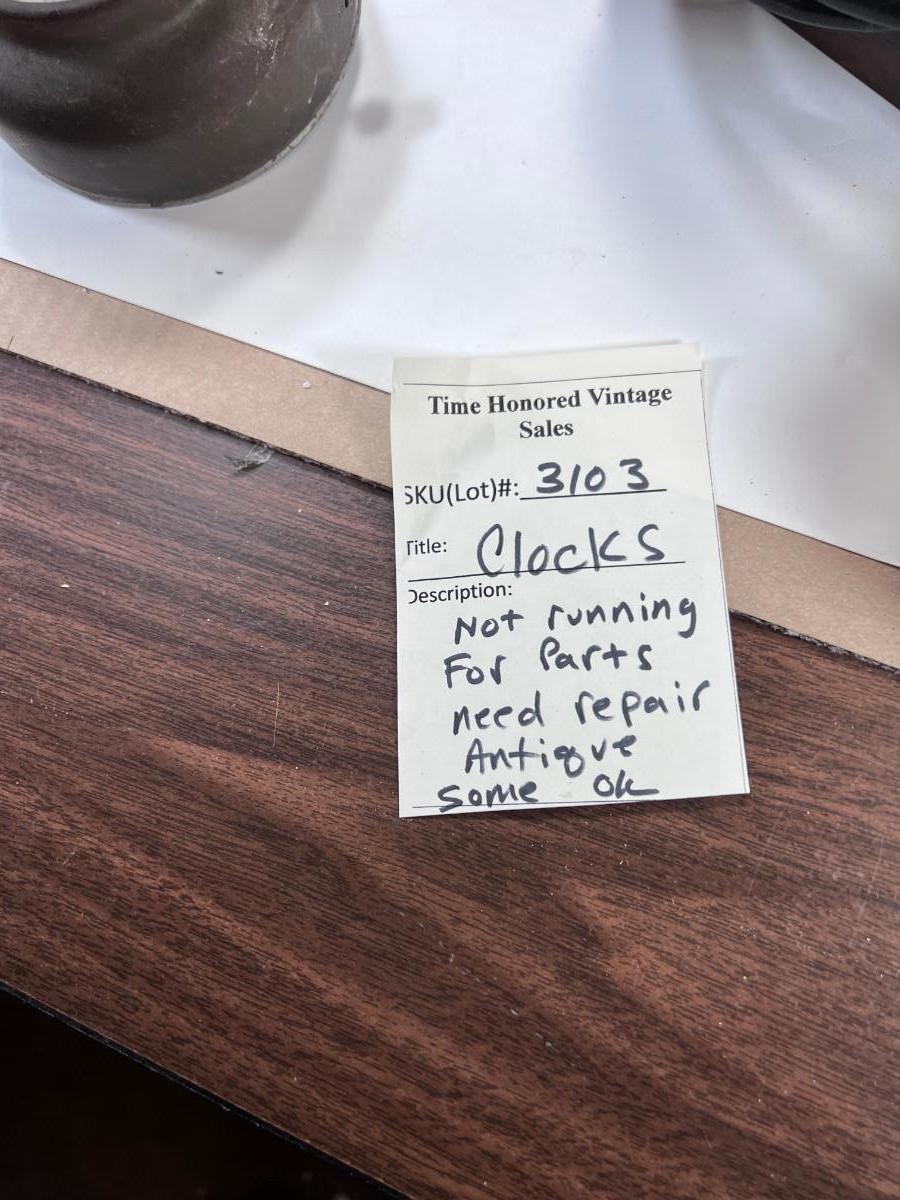 Time Honored Vintage
Sales
SKU(Lot)#: 3103
Title: Clocks
Description:
Not running
For Parts
need repair
Antique
Some ok